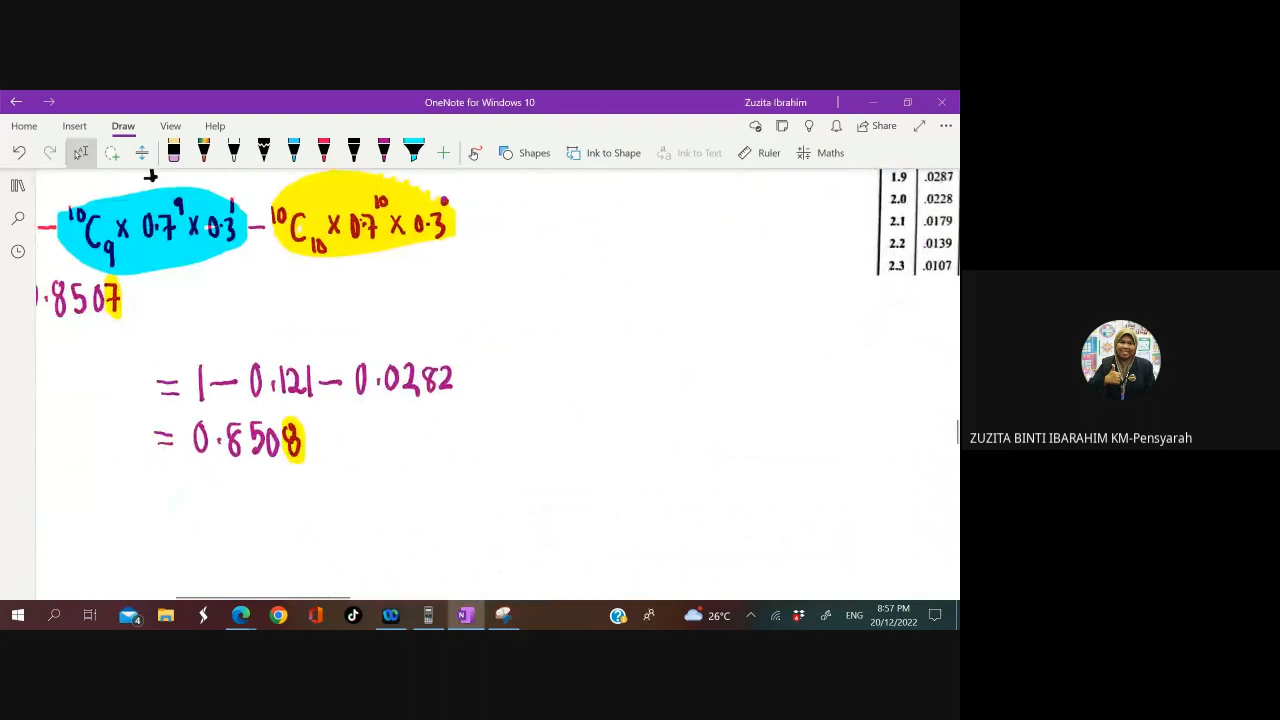 OneNote for Windows 10
Zuzita Ibrahim
Home Insert Draw View Help
Share
Shapes Ink to Shape Ink to Text Ruler Maths
1.9 .0287
2.0 .0228
2.1 .0179
2.2 .0139
2.3 .0107
- ¹⁰C₉ × 0.7⁹ × 0.3¹ - ¹⁰C₁₀ × 0.7¹⁰ × 0.3⁰
.8507
= 1 - 0.121 - 0.0282
= 0.8508
ZUZITA BINTI IBARAHIM KM-Pensyarah
4
26°C
ENG
8:57 PM
20/12/2022